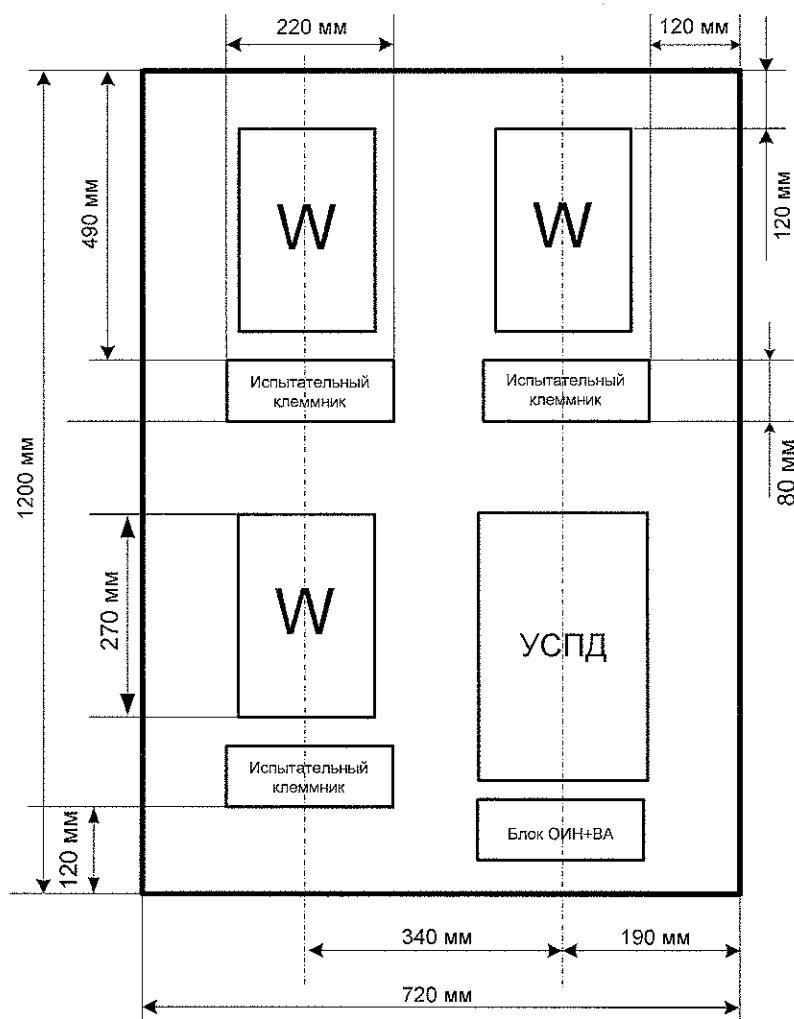 220 мм
120 мм
490 мм
W
W
120 мм
Испытательный
клеммник
Испытательный
клеммник
80 мм
1200 мм
270 мм
W
УСПД
Испытательный
клеммник
120 мм
Блок ОИН+ВА
340 мм
190 мм
720 мм